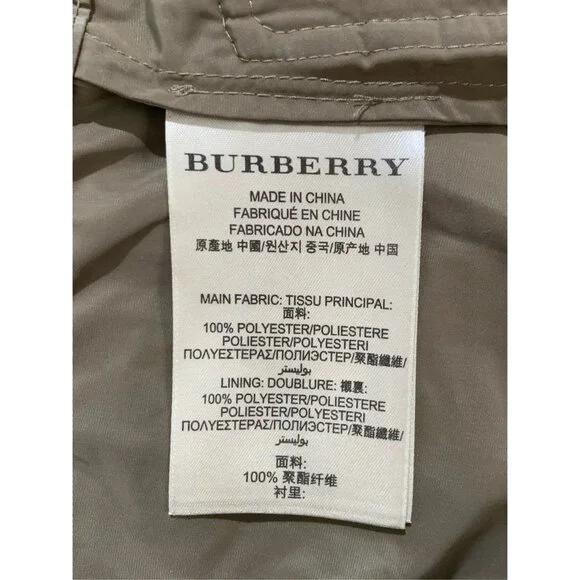 BURBERRY
MADE IN CHINA
FABRIQUÉ EN CHINE
FABRICADO NA CHINA
原產地 中國/원산지 중국/原产地 中国
MAIN FABRIC: TISSU PRINCIPAL:
面料:
100% POLYESTER/POLIESTERE
POLIESTER/POLYESTERI
ΠΟΛΥΕΣΤΕΡΑΣ/ПОЛИЭСТЕР/聚酯纖維/
بوليستر
LINING: DOUBLURE: 襯裏:
100% POLYESTER/POLIESTERE
POLIESTER/POLYESTERI
ΠΟΛΥΕΣΤΕΡΑΣ/ПОЛИЭСТЕР/聚酯纖維/
بوليستر
面料:
100% 聚酯纤维
衬里: